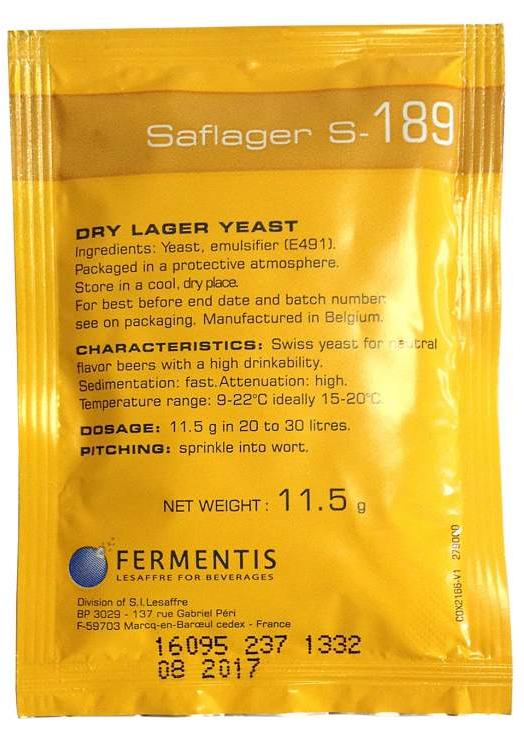 Saflager S-189
DRY LAGER YEAST
Ingredients: Yeast, emulsifier (E491).
Packaged in a protective atmosphere.
Store in a cool, dry place.
For best before end date and batch number:
see on packaging. Manufactured in Belgium.
CHARACTERISTICS: Swiss yeast for neutral
flavor beers with a high drinkability.
Sedimentation: fast. Attenuation: high.
Temperature range: 9-22°C ideally 15-20°C
DOSAGE: 11.5 g in 20 to 30 litres.
PITCHING: sprinkle into wort.
NET WEIGHT : 11.5 g
FERMENTIS
LESAFFRE FOR BEVERAGES
Division of S.I. Lesaffre
BP 3029 - 137 rue Gabriel Péri
F-59703 Marcq-en-Barœul cedex - France
16095 237 1332
08 2017